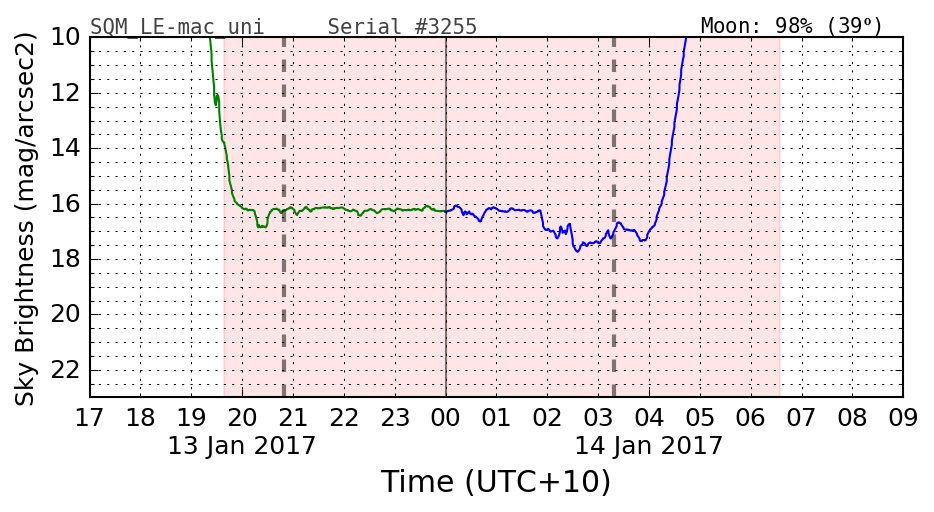 SQM_LE-mac_uni Serial #3255 Moon: 98% (39°)
Sky Brightness (mag/arcsec2)
10
12
14
16
18
20
22
17 18 19 20 21 22 23 00 01 02 03 04 05 06 07 08 09
13 Jan 2017 14 Jan 2017
Time (UTC+10)